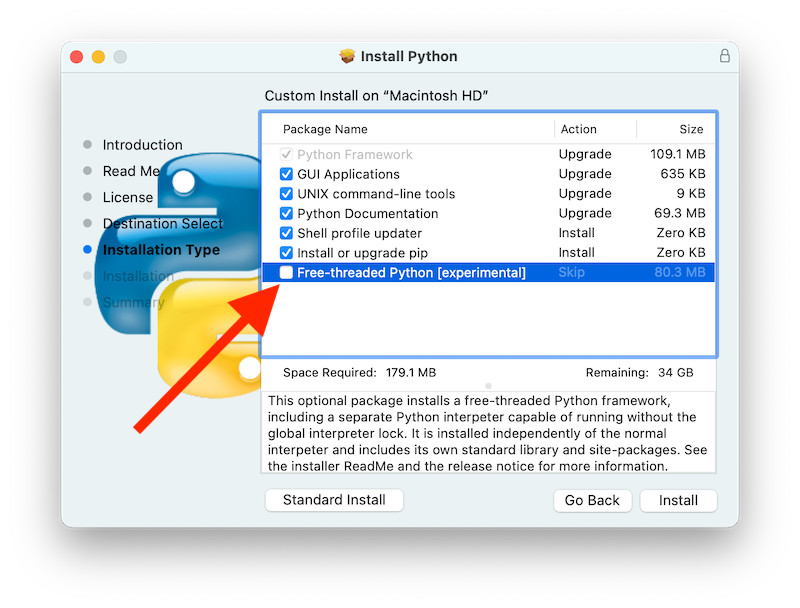 Install Python
Custom Install on “Macintosh HD”
Introduction
Read Me
License
Destination Select
Installation Type
Installation
Summary
Package Name Action Size
Python Framework Upgrade 109.1 MB
GUI Applications Upgrade 635 KB
UNIX command-line tools Upgrade 9 KB
Python Documentation Upgrade 69.3 MB
Shell profile updater Install Zero KB
Install or upgrade pip Install Zero KB
Free-threaded Python [experimental] Skip 80.3 MB
Space Required: 179.1 MB Remaining: 34 GB
This optional package installs a free-threaded Python framework,
including a separate Python interpeter capable of running without the
global interpreter lock. It is installed independently of the normal
interpeter and includes its own standard library and site-packages. See
the installer ReadMe and the release notice for more information.
Standard Install Go Back Install